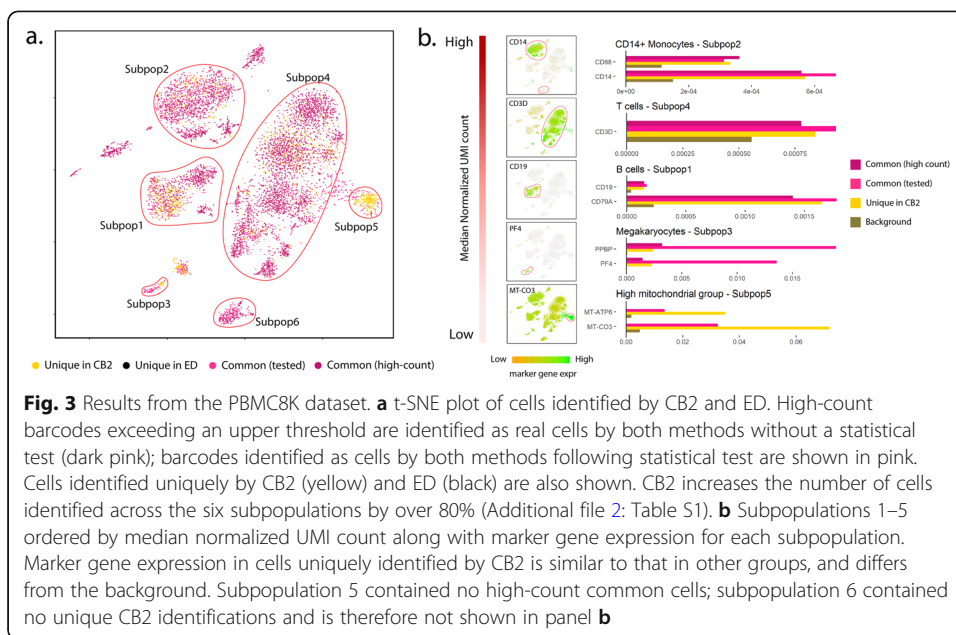 a.
Subpop2
Subpop4
Subpop1
Subpop5
Subpop3
Subpop6
Unique in CB2 Unique in ED Common (tested) Common (high-count)
b.
High
Median Normalized UMI count
Low
CD14
CD3D
CD19
PF4
MT-CO3
Low High
marker gene expr
CD14+ Monocytes - Subpop2
CD68
CD14
0e+00 2e-04 4e-04 6e-04
T cells - Subpop4
CD3D
0.00000 0.00025 0.00050 0.00075
B cells - Subpop1
CD19
CD79A
0.0000 0.0005 0.0010 0.0015
Megakaryocytes - Subpop3
PPBP
PF4
0.000 0.005 0.010 0.015
High mitochondrial group - Subpop5
MT-ATP6
MT-CO3
0.00 0.02 0.04 0.06
Common (high count)
Common (tested)
Unique in CB2
Background
Fig. 3 Results from the PBMC8K dataset. a t-SNE plot of cells identified by CB2 and ED. High-count
barcodes exceeding an upper threshold are identified as real cells by both methods without a statistical
test (dark pink); barcodes identified as cells by both methods following statistical test are shown in pink.
Cells identified uniquely by CB2 (yellow) and ED (black) are also shown. CB2 increases the number of cells
identified across the six subpopulations by over 80% (Additional file 2: Table S1). b Subpopulations 1–5
ordered by median normalized UMI count along with marker gene expression for each subpopulation.
Marker gene expression in cells uniquely identified by CB2 is similar to that in other groups, and differs
from the background. Subpopulation 5 contained no high-count common cells; subpopulation 6 contained
no unique CB2 identifications and is therefore not shown in panel b